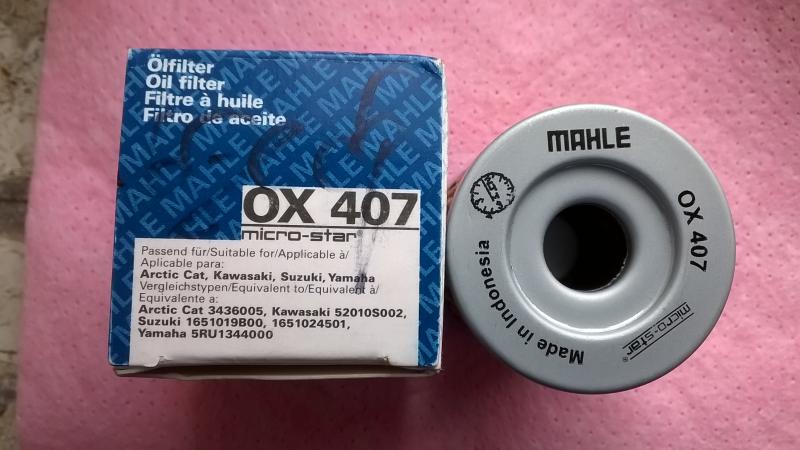 Ölfilter
Oil filter
Filtre à huile
Filtro de aceite
OX 407
micro-star
Passend für/Suitable for/Applicable à/
Aplicable para:
Arctic Cat, Kawasaki, Suzuki, Yamaha
Vergleichstypen/Equivalent to/Equivalent à/
Equivalente a:
Arctic Cat 3436005, Kawasaki 52010S002,
Suzuki 1651019B00, 1651024501,
Yamaha 5RU1344000
MAHLE
OX 407
micro-star®
Made in Indonesia